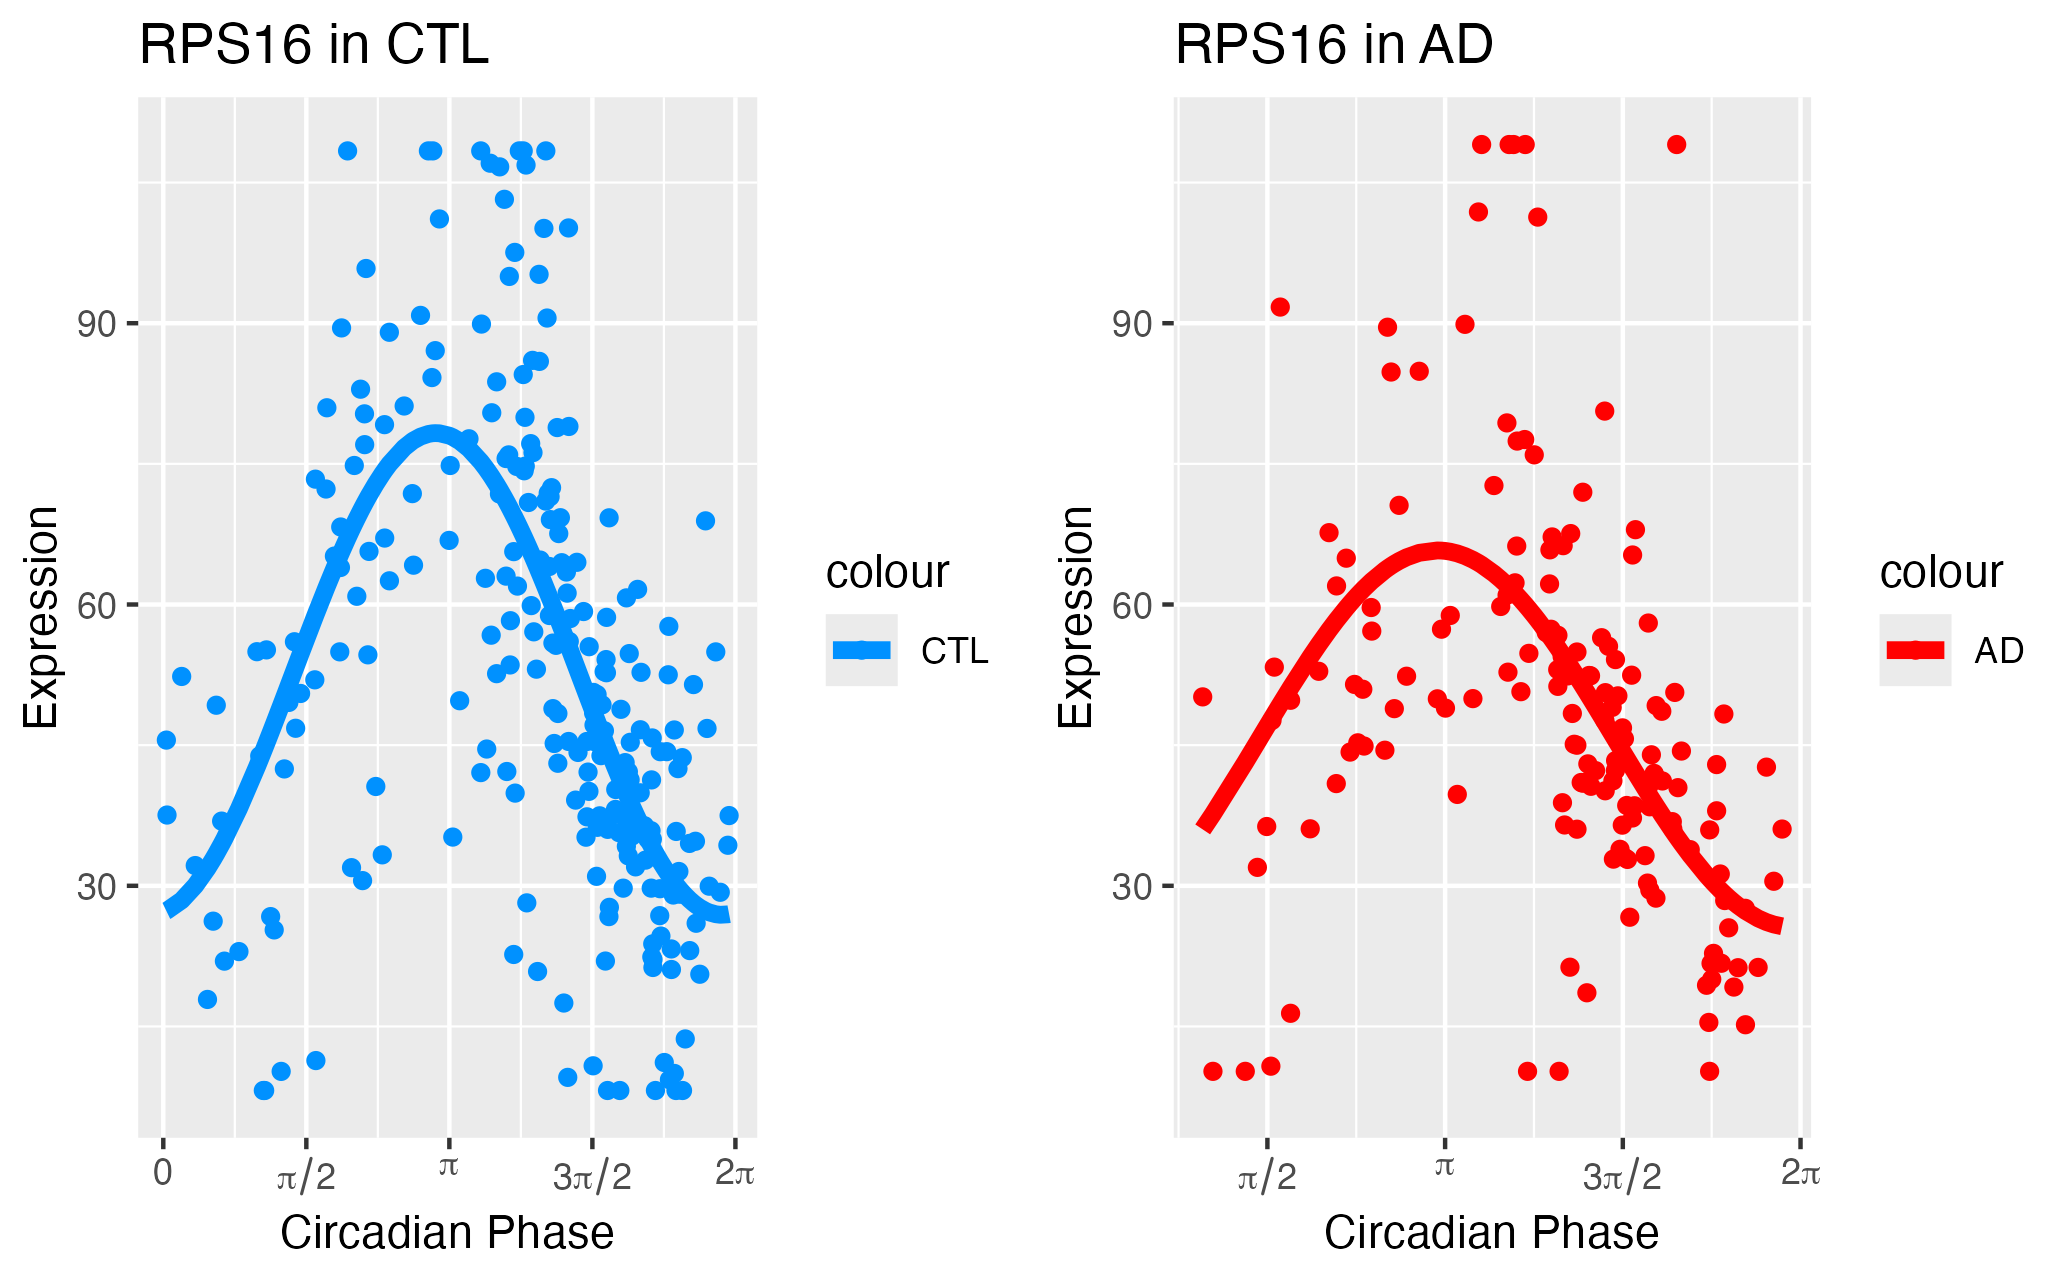 RPS16 in CTL
Expression
90
60
30
0 π/2 π 3π/2 2π
Circadian Phase
colour
CTL
RPS16 in AD
Expression
90
60
30
π/2 π 3π/2 2π
Circadian Phase
colour
AD